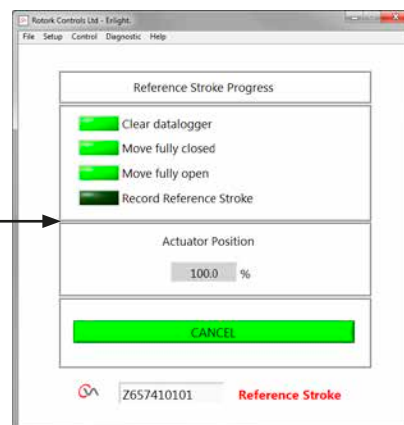 Rotork Controls Ltd - Enlight.
File Setup Control Diagnostic Help
Reference Stroke Progress
Clear datalogger
Move fully closed
Move fully open
Record Reference Stroke
Actuator Position
100.0 %
CANCEL
Z657410101 Reference Stroke